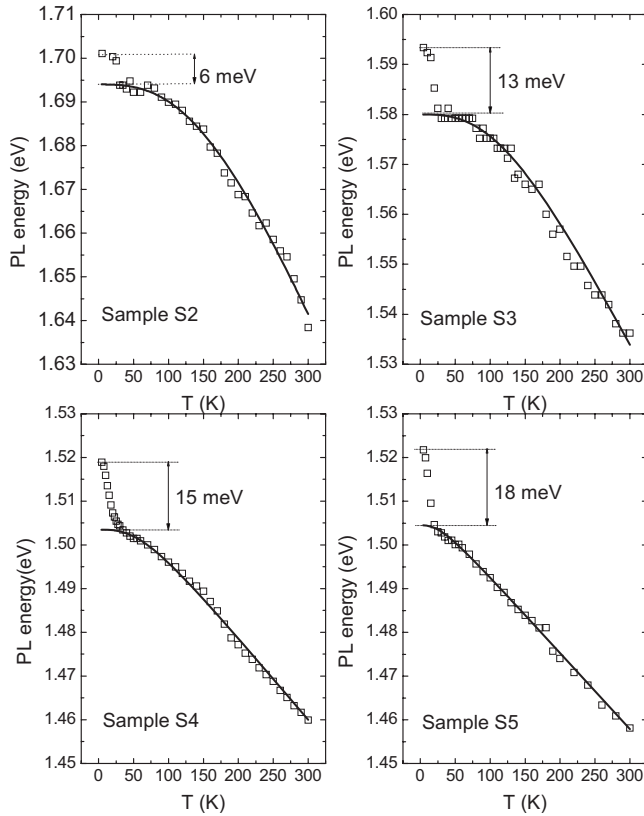 1.71
1.70
1.69
1.68
1.67
1.66
1.65
1.64
1.63
PL energy (eV)
6 meV
Sample S2
0 50 100 150 200 250 300
T (K)
1.60
1.59
1.58
1.57
1.56
1.55
1.54
1.53
PL energy (eV)
13 meV
Sample S3
0 50 100 150 200 250 300
T (K)
1.53
1.52
1.51
1.50
1.49
1.48
1.47
1.46
1.45
PL energy(eV)
15 meV
Sample S4
0 50 100 150 200 250 300
T (K)
1.53
1.52
1.51
1.50
1.49
1.48
1.47
1.46
1.45
PL energy (eV)
18 meV
Sample S5
0 50 100 150 200 250 300
T (K)